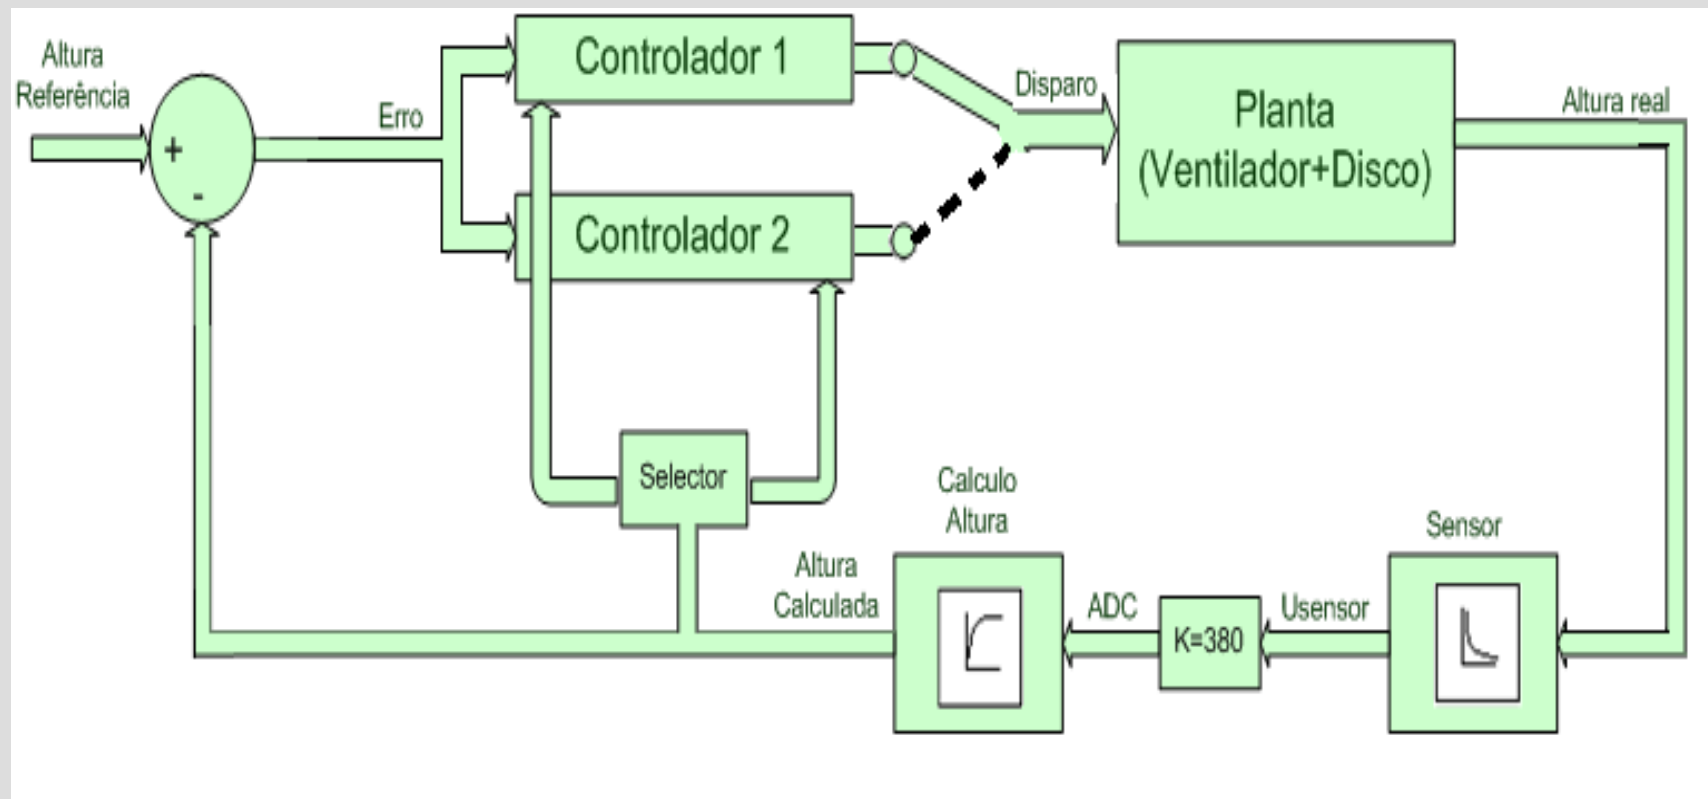 Altura
Referência
+
-
Erro
Controlador 1
Controlador 2
Disparo
Planta
(Ventilador+Disco)
Altura real
Selector
Calculo
Altura
Sensor
Altura
Calculada
ADC
K=380
Usensor